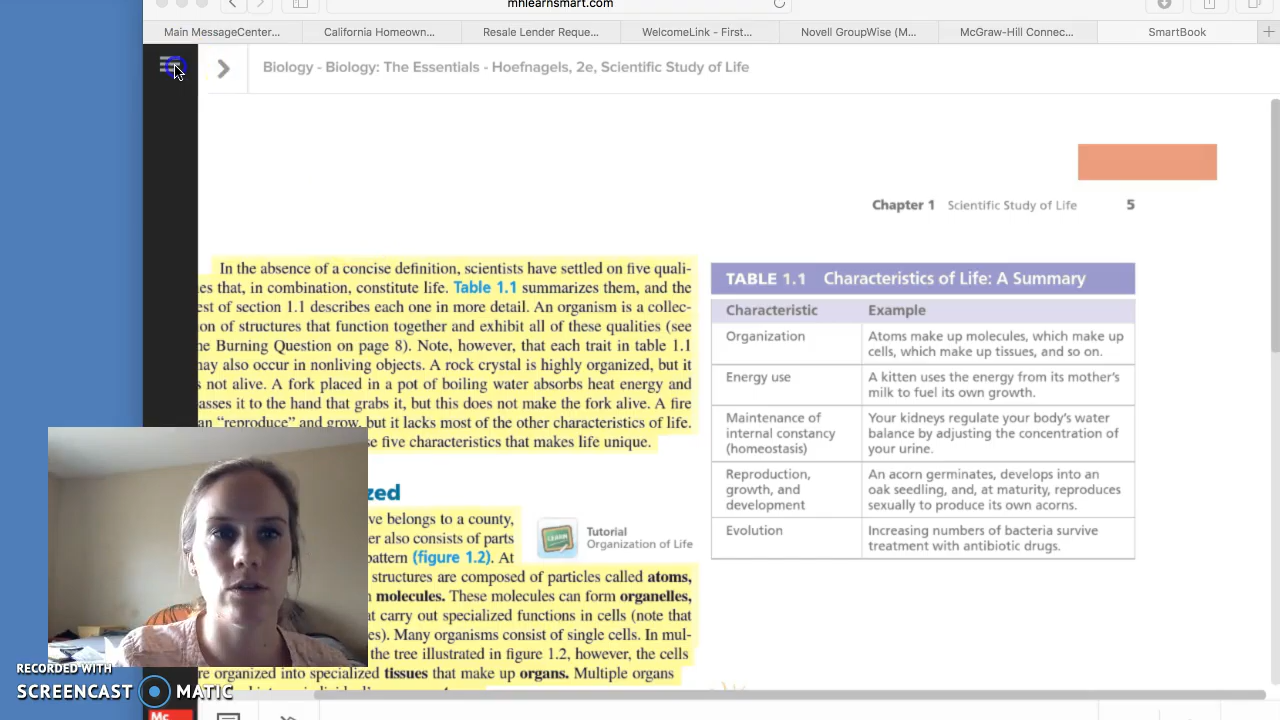 mhlearnsmart.com
Main MessageCenter... California Homeown... Resale Lender Reque... WelcomeLink - First... Novell GroupWise (M... McGraw-Hill Connec... SmartBook
Biology - Biology: The Essentials - Hoefnagels, 2e, Scientific Study of Life
Chapter 1 Scientific Study of Life 5
In the absence of a concise definition, scientists have settled on five quali-
es that, in combination, constitute life. Table 1.1 summarizes them, and the
est of section 1.1 describes each one in more detail. An organism is a collec-
on of structures that function together and exhibit all of these qualities (see
he Burning Question on page 8). Note, however, that each trait in table 1.1
may also occur in nonliving objects. A rock crystal is highly organized, but it
s not alive. A fork placed in a pot of boiling water absorbs heat energy and
asses it to the hand that grabs it, but this does not make the fork alive. A fire
an “reproduce” and grow, but it lacks most of the other characteristics of life.
se five characteristics that makes life unique.
zed
ve belongs to a county,
er also consists of parts
pattern (figure 1.2). At
structures are composed of particles called atoms,
molecules. These molecules can form organelles,
at carry out specialized functions in cells (note that
es). Many organisms consist of single cells. In mul-
the tree illustrated in figure 1.2, however, the cells
re organized into specialized tissues that make up organs. Multiple organs
LEARN
Tutorial
Organization of Life
TABLE 1.1 Characteristics of Life: A Summary
Characteristic Example
Organization Atoms make up molecules, which make up
cells, which make up tissues, and so on.
Energy use A kitten uses the energy from its mother’s
milk to fuel its own growth.
Maintenance of Your kidneys regulate your body’s water
internal constancy balance by adjusting the concentration of
(homeostasis) your urine.
Reproduction, An acorn germinates, develops into an
growth, and oak seedling, and, at maturity, reproduces
development sexually to produce its own acorns.
Evolution Increasing numbers of bacteria survive
treatment with antibiotic drugs.
RECORDED WITH
SCREENCAST MATIC
Mc